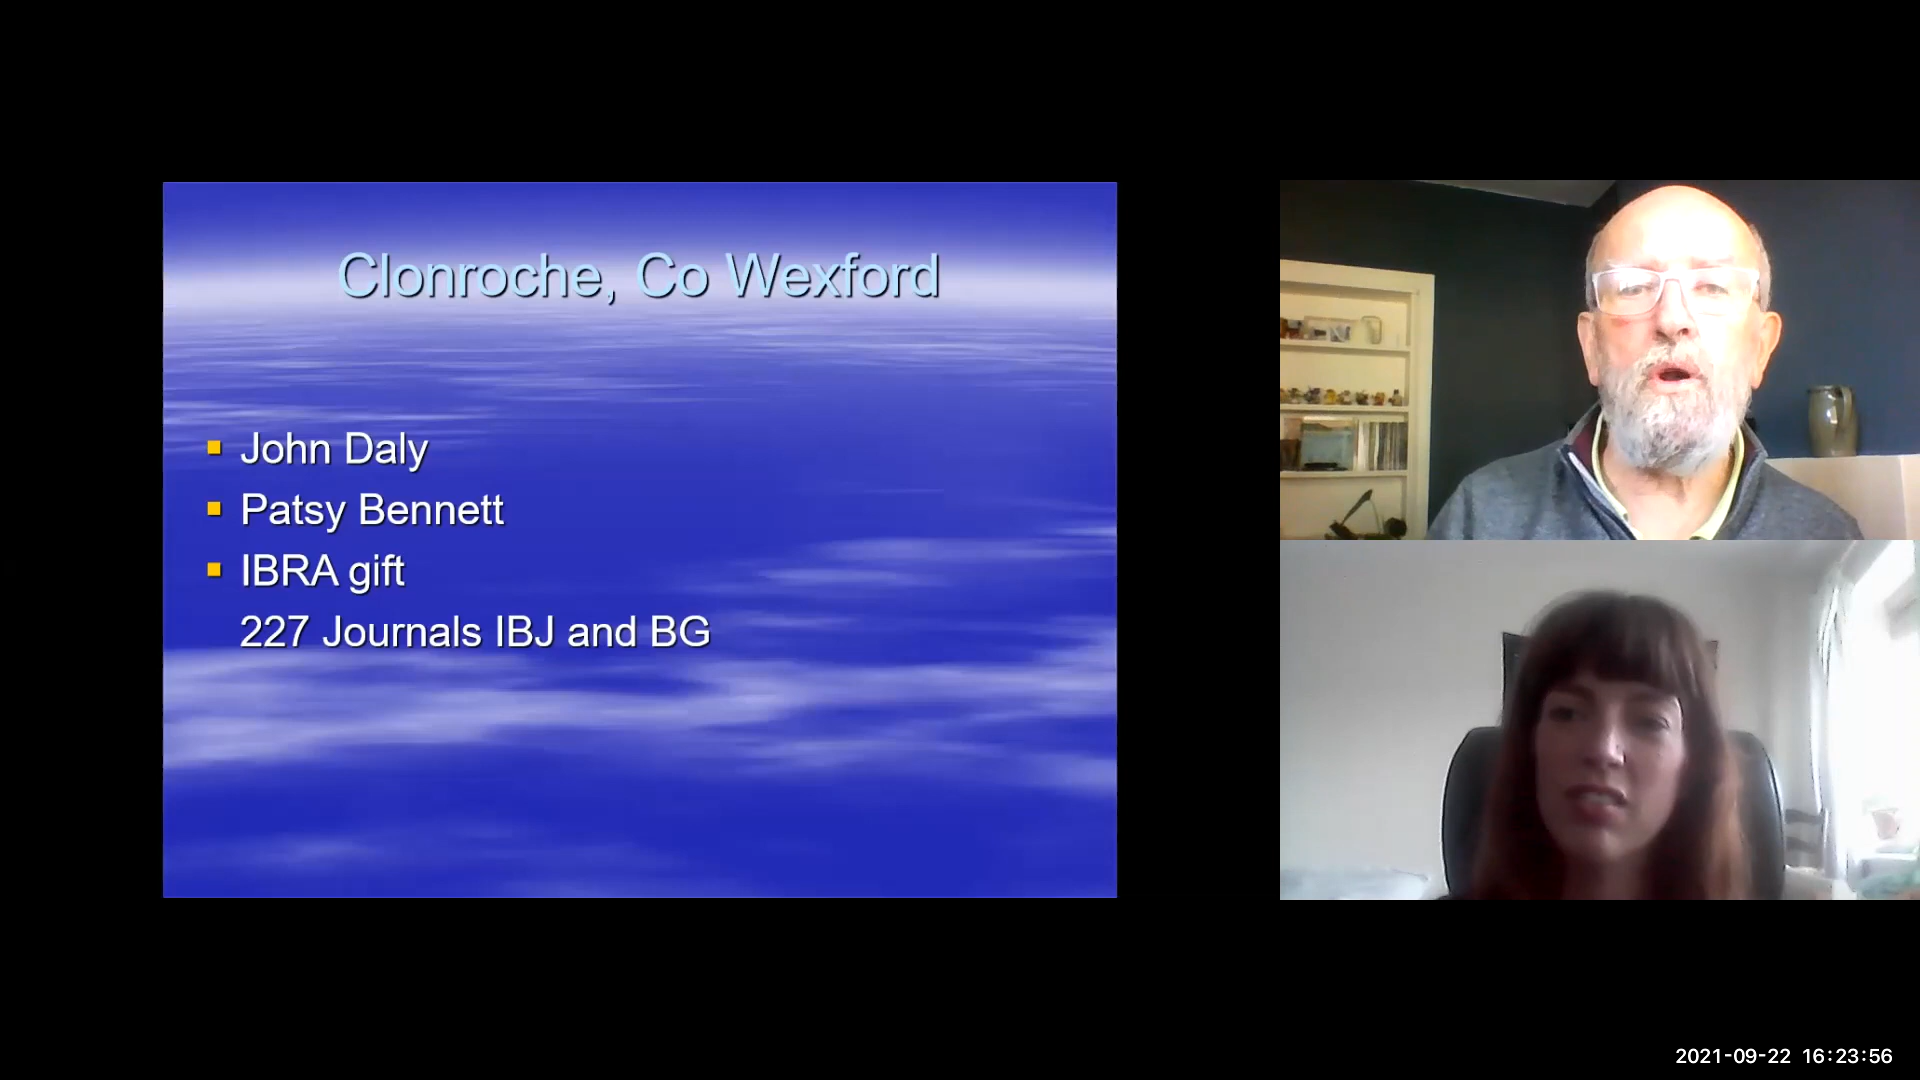 Clonroche, Co Wexford
John Daly
Patsy Bennett
IBRA gift
227 Journals IBJ and BG
2021-09-22 16:23:56